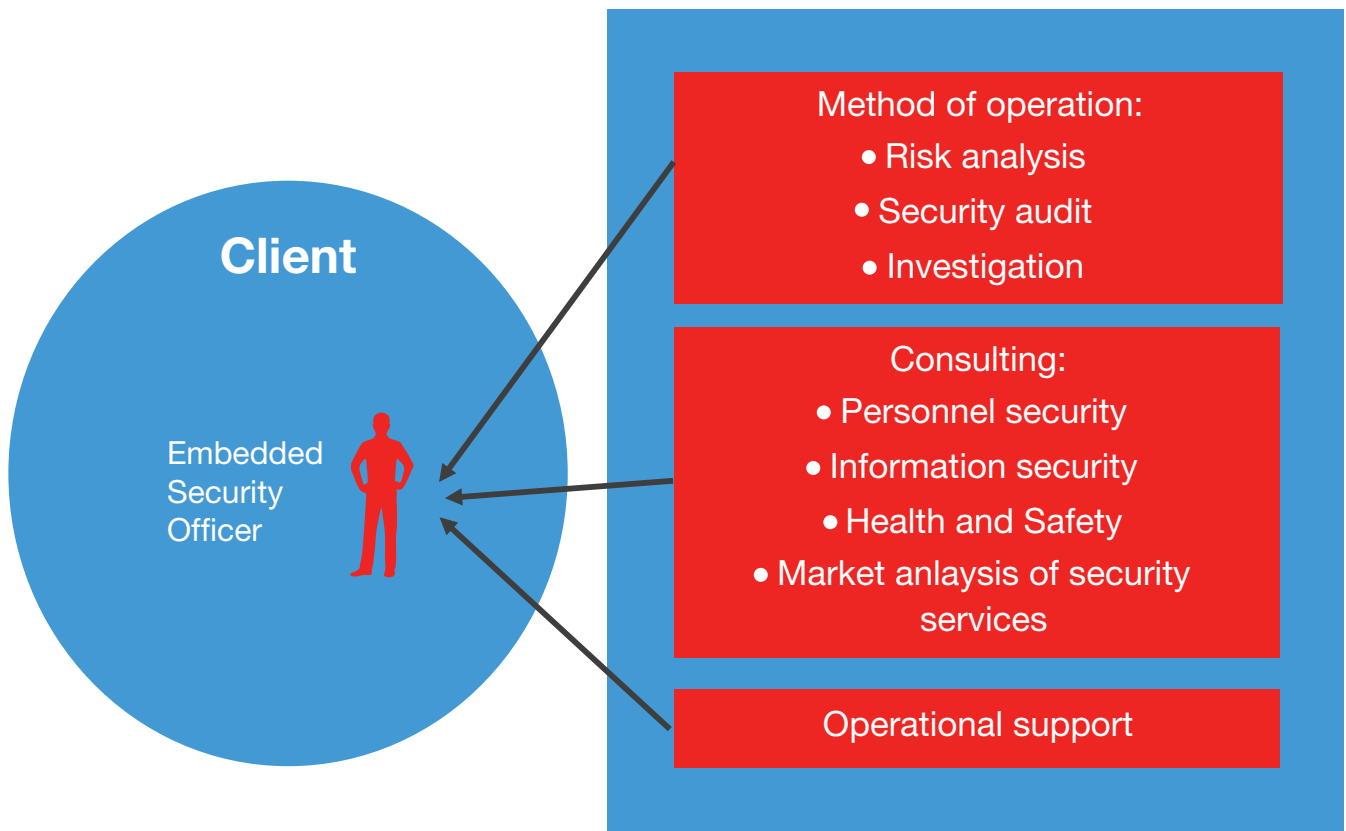 Client
Embedded
Security
Officer
Method of operation:
• Risk analysis
• Security audit
• Investigation
Consulting:
• Personnel security
• Information security
• Health and Safety
• Market anlaysis of security
services
Operational support